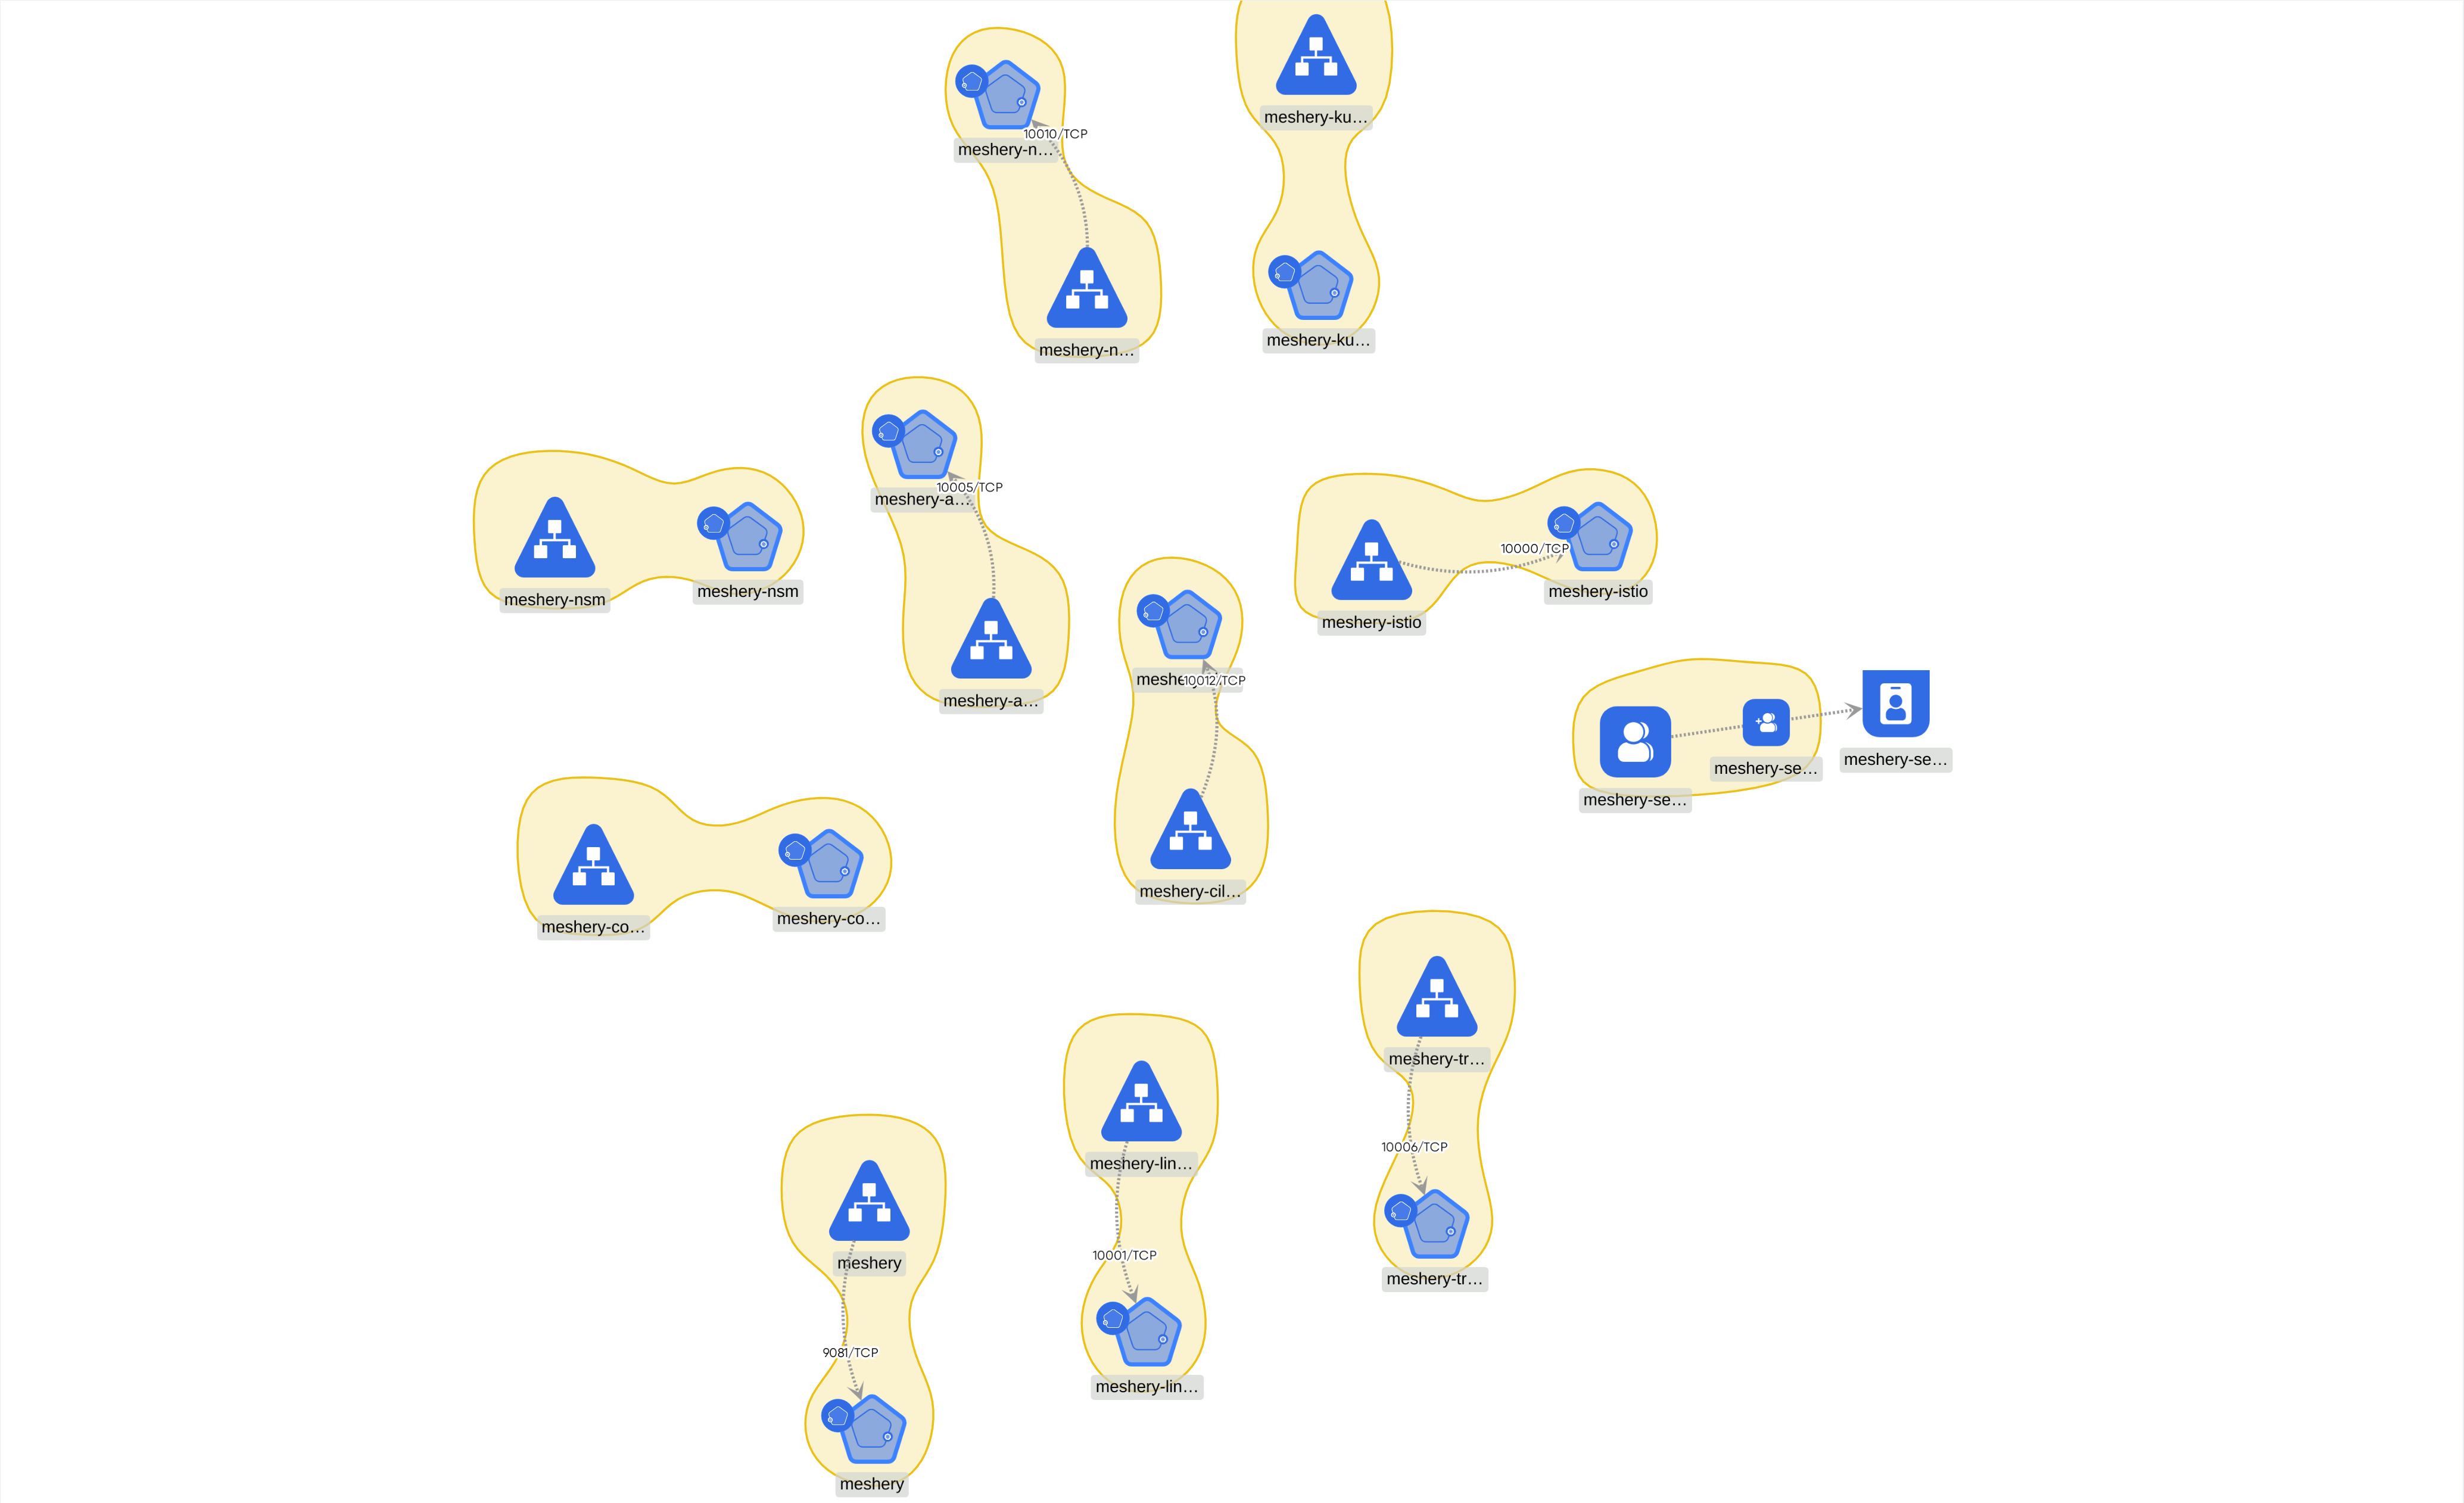 meshery-ku…
10010/TCP
meshery-n…
meshery-ku…
meshery-n…
10005/TCP
meshery-a…
10000/TCP
meshery-nsm
meshery-nsm
meshery-istio
meshery-istio
10012/TCP
meshery-a…
meshery-se…
meshery-se…
meshery-se…
meshery-cil…
meshery-co…
meshery-co…
meshery-tr…
10006/TCP
meshery-lin…
10001/TCP
meshery
meshery-tr…
9081/TCP
meshery-lin…
meshery